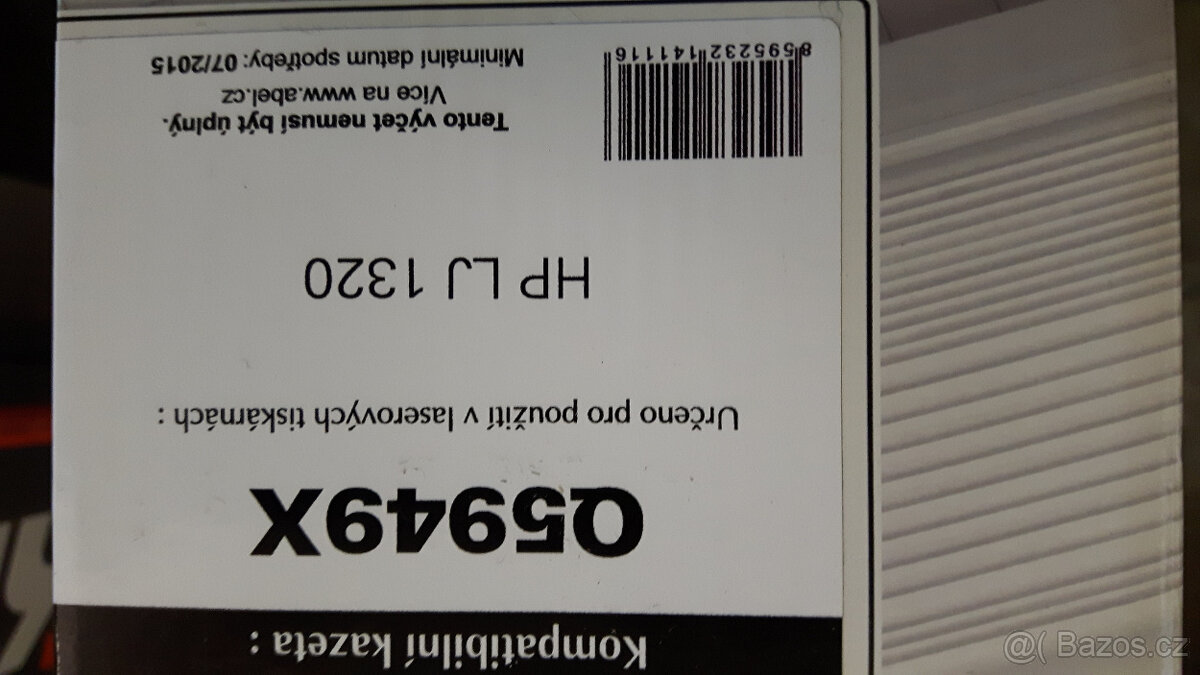 Kompatibilní kazeta :
Q5949X
Určeno pro použití v laserových tiskárnách :
HP LJ 1320
Tento výčet nemusí být úplný.
Více na www.abel.cz
Minimální datum spotřeby: 07/2015
8595232141116
@( Bazos.cz